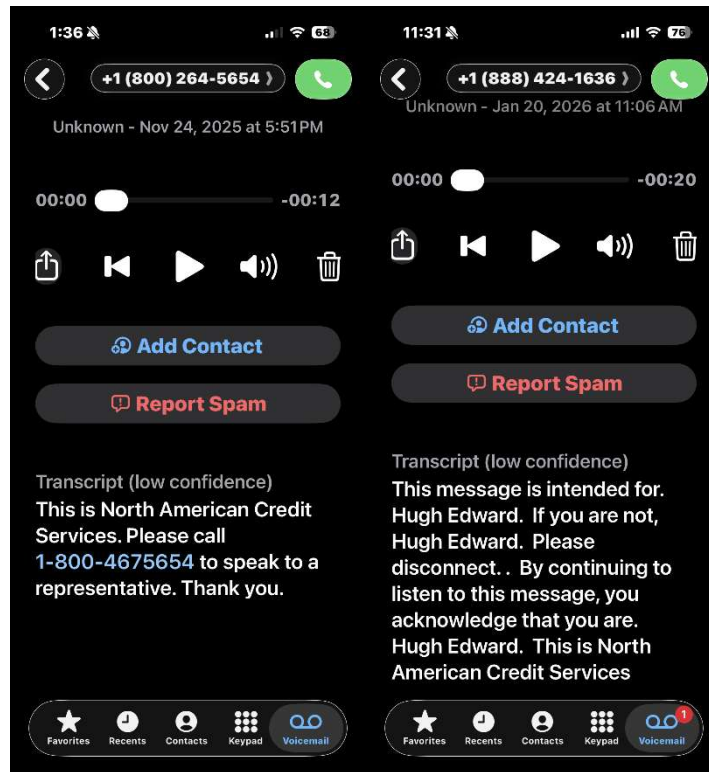 1:36
68
+1 (800) 264-5654 ⟩
Unknown - Nov 24, 2025 at 5:51 PM
00:00
-00:12
Add Contact
Report Spam
Transcript (low confidence)
This is North American Credit
Services. Please call
1-800-4675654 to speak to a
representative. Thank you.
Favorites
Recents
Contacts
Keypad
Voicemail
11:31
76
+1 (888) 424-1636 ⟩
Unknown - Jan 20, 2026 at 11:06 AM
00:00
-00:20
Add Contact
Report Spam
Transcript (low confidence)
This message is intended for.
Hugh Edward.  If you are not,
Hugh Edward.  Please
disconnect. .  By continuing to
listen to this message, you
acknowledge that you are.
Hugh Edward.  This is North
American Credit Services
Favorites
Recents
Contacts
Keypad
Voicemail
1